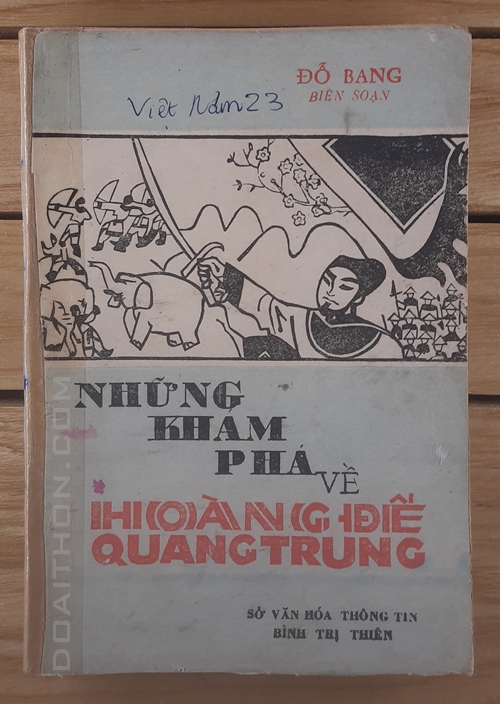 ĐỖ BANG
BIÊN SOẠN
Việt Năm 23
NHỮNG
KHÁM
PHÁ
VỀ
HOÀNG ĐẾ
QUANG TRUNG
SỞ VĂN HÓA THÔNG TIN
BÌNH TRỊ THIÊN
DOAITHON.COM